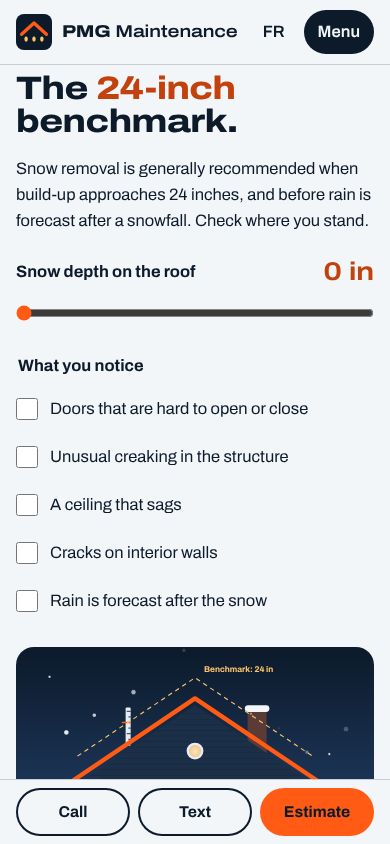 PMG Maintenance
FR
Menu
The 24-inch
benchmark.
Snow removal is generally recommended when
build-up approaches 24 inches, and before rain is
forecast after a snowfall. Check where you stand.
Snow depth on the roof
0 in
What you notice
Doors that are hard to open or close
Unusual creaking in the structure
A ceiling that sags
Cracks on interior walls
Rain is forecast after the snow
Benchmark: 24 in
Call
Text
Estimate